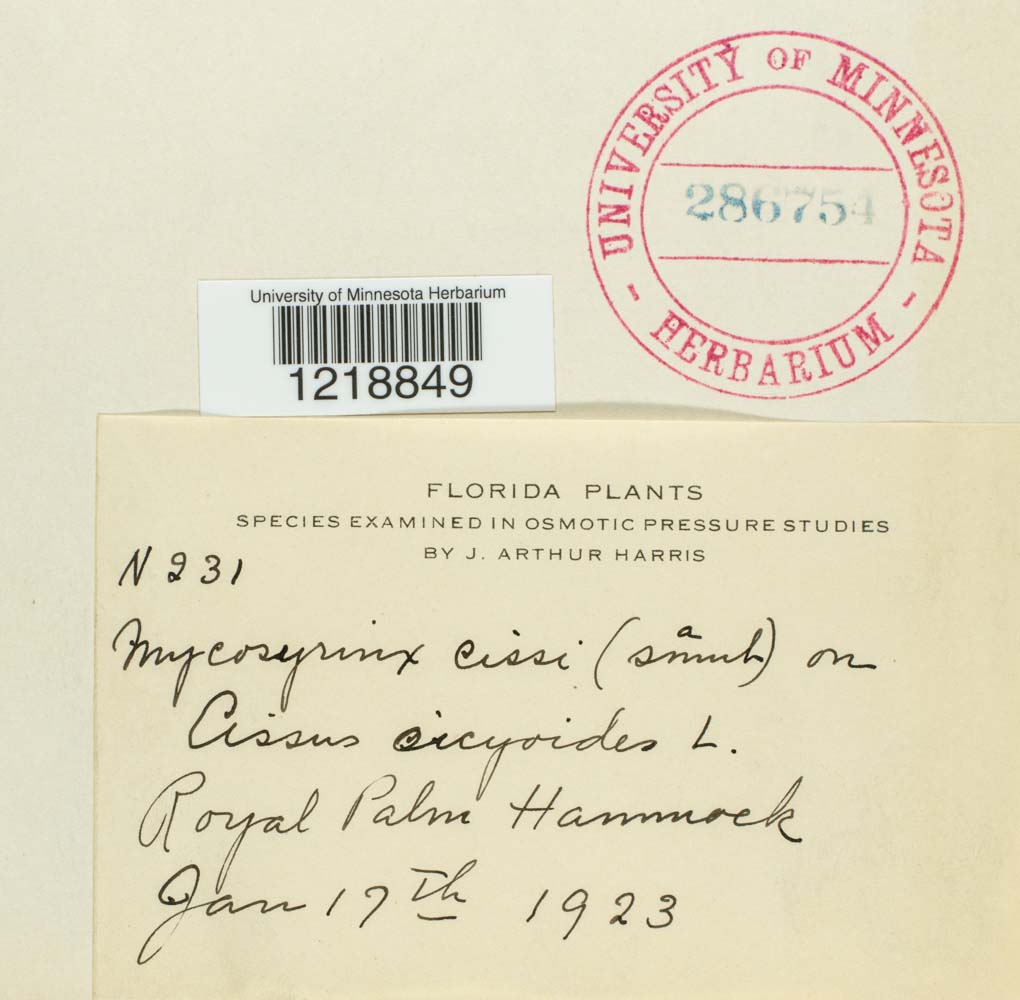 UNIVERSITY OF MINNESOTA
286754
- HERBARIUM -
University of Minnesota Herbarium
1218849
FLORIDA PLANTS
SPECIES EXAMINED IN OSMOTIC PRESSURE STUDIES
BY J. ARTHUR HARRIS
N 231
Mycosyrinx cissi (a smut) on
Cissus sicyoides L.
Royal Palm Hammock
Jan 17th 1923